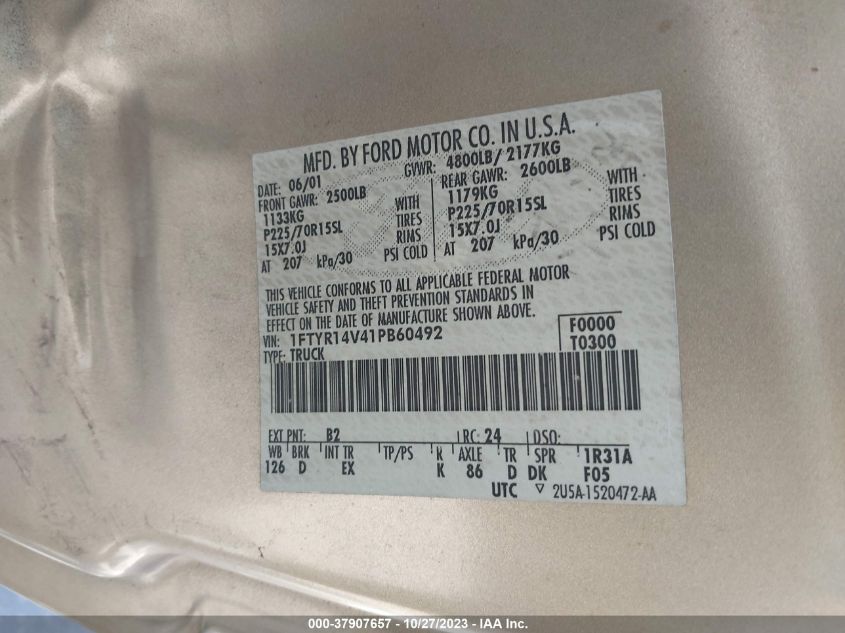 MFD. BY FORD MOTOR CO. IN U.S.A.
DATE: 06/01 GVWR: 4800LB/ 2177KG
FRONT GAWR: 2500LB REAR GAWR: 2600LB
1133KG WITH 1179KG WITH
P225/70R15SL TIRES P225/70R15SL TIRES
15X7.0J RINS 15X7.0J RINS
AT 207 kPa/30 PSI COLD AT 207 kPa/30 PSI COLD
THIS VEHICLE CONFORMS TO ALL APPLICABLE FEDERAL MOTOR
VEHICLE SAFETY AND THEFT PREVENTION STANDARDS IN
EFFECT ON THE DATE OF MANUFACTURE SHOWN ABOVE.
VIN: 1FTYR14V41PB60492 F0000
TYPE: TRUCK T0300
EXT PNT: B2 RC: 24 DSO:
WB BRK INT TR TP/PS R AXLE TR SPR 1R31A
126 D EX K 86 D DK F05
UTC ▽ 2U5A-1520472-AA
000-37907657 - 10/27/2023 - IAA Inc.